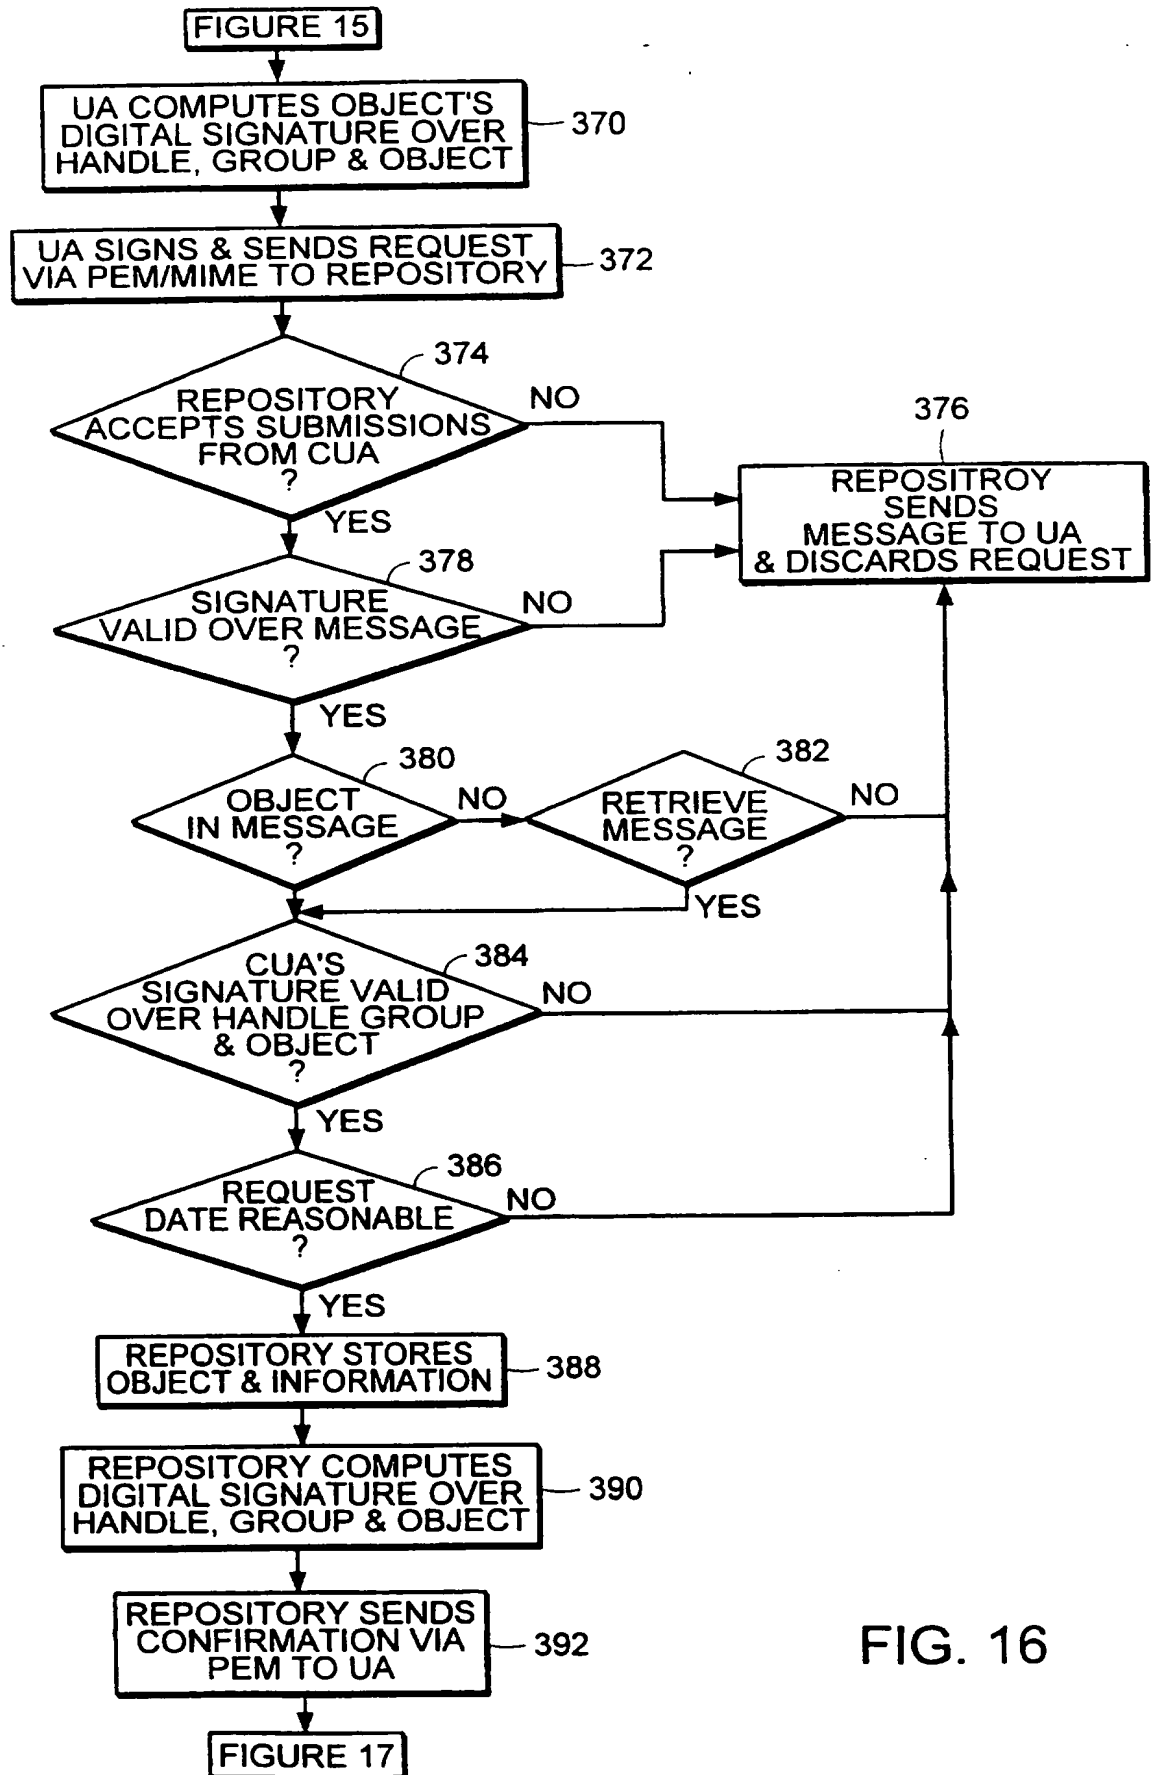 FIGURE 15
UA COMPUTES OBJECT'S
DIGITAL SIGNATURE OVER
HANDLE, GROUP & OBJECT
370
UA SIGNS & SENDS REQUEST
VIA PEM/MIME TO REPOSITORY
372
374
REPOSITORY
ACCEPTS SUBMISSIONS
FROM CUA
?
NO
YES
376
REPOSITROY
SENDS
MESSAGE TO UA
& DISCARDS REQUEST
378
SIGNATURE
VALID OVER MESSAGE
?
NO
YES
380
OBJECT
IN MESSAGE
?
NO
382
RETRIEVE
MESSAGE
?
NO
YES
384
CUA'S
SIGNATURE VALID
OVER HANDLE GROUP
& OBJECT
?
NO
YES
386
REQUEST
DATE REASONABLE
?
NO
YES
REPOSITORY STORES
OBJECT & INFORMATION
388
REPOSITORY COMPUTES
DIGITAL SIGNATURE OVER
HANDLE, GROUP & OBJECT
390
REPOSITORY SENDS
CONFIRMATION VIA
PEM TO UA
392
FIGURE 17
FIG. 16